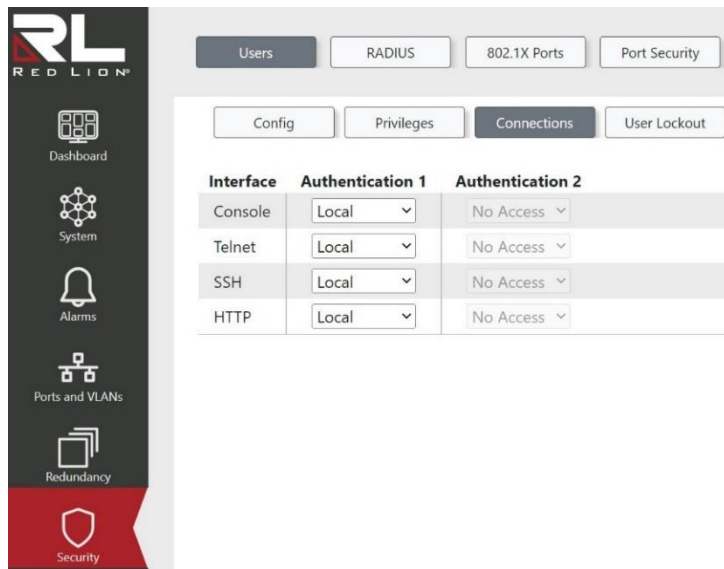 RL
RED LION®
Users RADIUS 802.1X Ports Port Security
Config Privileges Connections User Lockout
Dashboard
System
Alarms
Ports and VLANs
Redundancy
Security
Interface Authentication 1 Authentication 2
Console Local No Access
Telnet Local No Access
SSH Local No Access
HTTP Local No Access